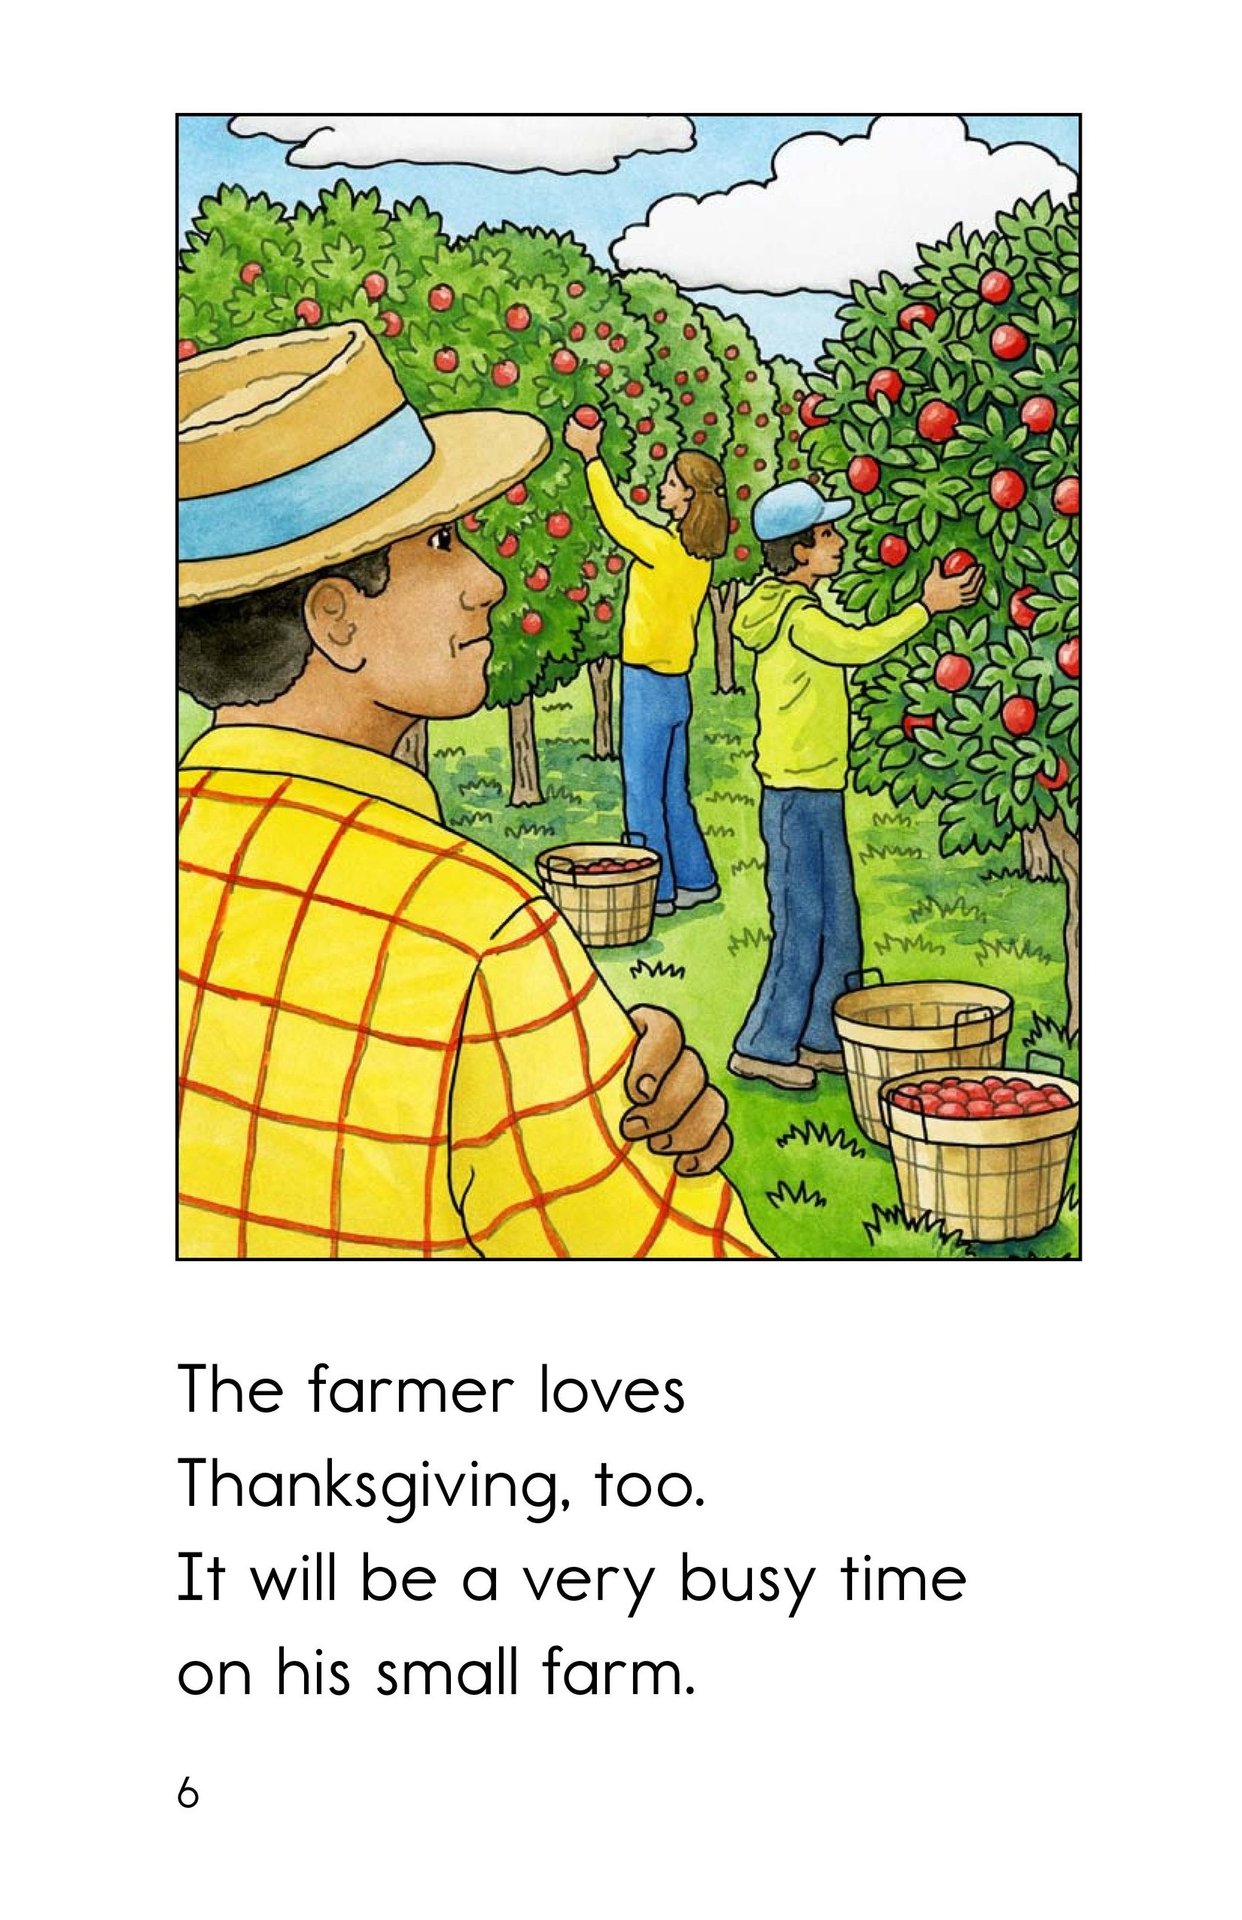 The farmer loves
Thanksgiving, too.
It will be a very busy time
on his small farm.
6